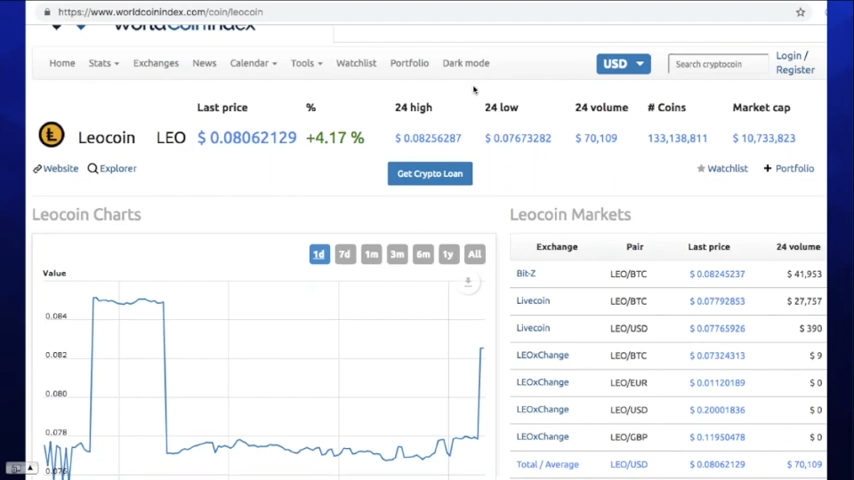 https://www.worldcoinindex.com/coin/leocoin
WorldCoinIndex
Home Stats Exchanges News Calendar Tools Watchlist Portfolio Dark mode USD Search cryptocoin Login / Register
Last price % 24 high 24 low 24 volume # Coins Market cap
Leocoin LEO $ 0.08062129 +4.17 % $ 0.08256287 $ 0.07673282 $ 70,109 133,138,811 $ 10,733,823
Website Explorer Get Crypto Loan Watchlist + Portfolio
Leocoin Charts
1d 7d 1m 3m 6m 1y All
Value
0.084
0.082
0.080
0.078
0.076
Leocoin Markets
Exchange Pair Last price 24 volume
Bit-Z LEO/BTC $ 0.08245237 $ 41,953
Livecoin LEO/BTC $ 0.07792853 $ 27,757
Livecoin LEO/USD $ 0.07765926 $ 390
LEOxChange LEO/BTC $ 0.07324313 $ 9
LEOxChange LEO/EUR $ 0.01120189 $ 0
LEOxChange LEO/USD $ 0.20001836 $ 0
LEOxChange LEO/GBP $ 0.11950478 $ 0
Total / Average LEO/USD $ 0.08062129 $ 70,109